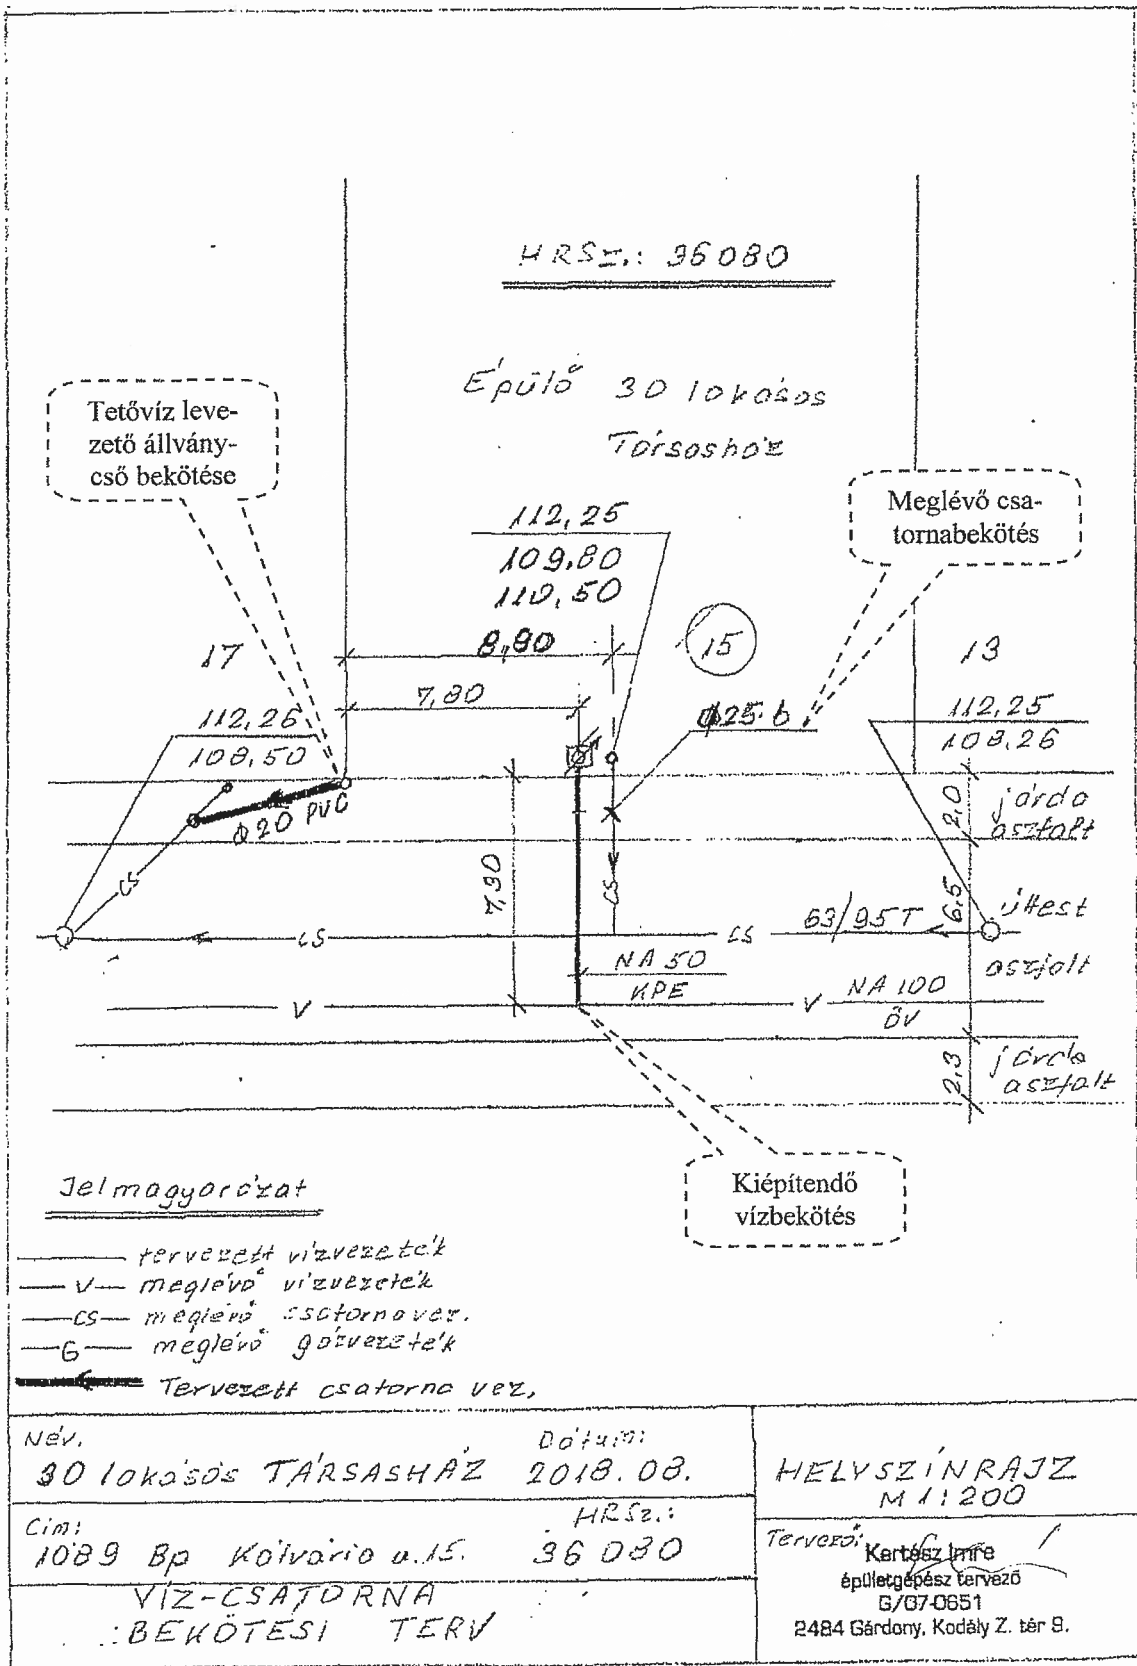 HRSz.: 36080
Épülő 30 lakásos
Társasház
Tetővíz leve-
zető állvány-
cső bekötése
Meglévő csa-
tornabekötés
112,25
109,80
110,50
8,80
15
17
13
7,80
112,26
108,50
ф25.b
112,25
108,26
ф20 PVC
2,0
járda
aszfalt
CS
7,90
CS
63/95T
6,5
úttest
CS
CS
NA 50
KPE
aszfalt
V
V
NA 100
ÖV
2,3
járda
aszfalt
Kiépítendő
vízbekötés
Jelmagyarázat
tervezett vízvezeték
V meglévő vízvezeték
CS meglévő csatornavez.
G meglévő gázvezeték
Tervezett csatorna vez.
Név.
Dátum:
30 lakásos TÁRSASHÁZ 2018.08.
HELYSZÍNRAJZ
M 1:200
Cím:
HRSz.:
1089 Bp Kálvária u.15. 36 080
Tervező:
Kertész Imre
épületgépész tervező
G/07-0651
2484 Gárdony, Kodály Z. tér 9.
VÍZ-CSATORNA
BEKÖTÉSI TERV